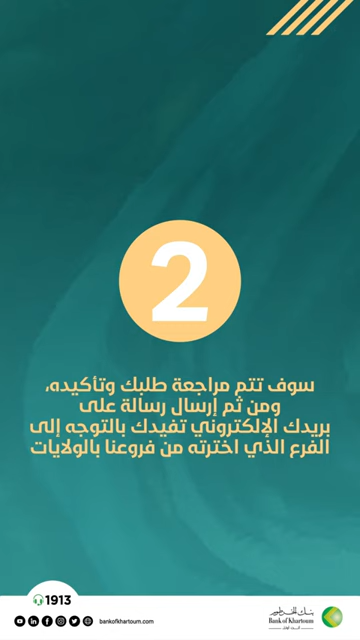 2
سوف تتم مراجعة طلبك وتأكيده،
ومن ثم إرسال رسالة على
بريدك الإلكتروني تفيدك بالتوجه إلى
الفرع الذي اخترته من فروعنا بالولايات
1913
bankofkhartoum.com
بنك الخرطوم
Bank of Khartoum